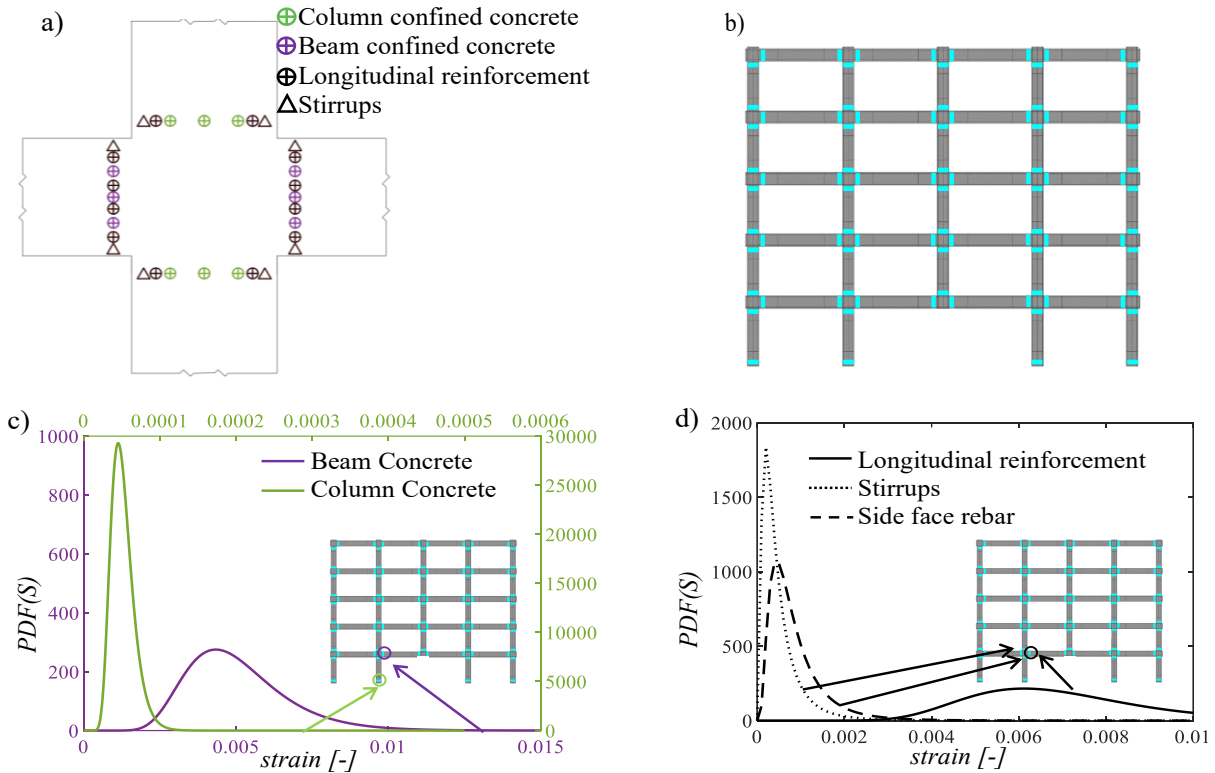 a)
Column confined concrete
Beam confined concrete
Longitudinal reinforcement
Stirrups
b)
c)
0 0.0001 0.0002 0.0003 0.0004 0.0005 0.0006
1000
800
600
400
200
0
PDF(S)
30000
25000
20000
15000
10000
5000
0
Beam Concrete
Column Concrete
0 0.005 0.01 0.015
strain [-]
d)
2000
1500
1000
500
0
PDF(S)
Longitudinal reinforcement
Stirrups
Side face rebar
0 0.002 0.004 0.006 0.008 0.01
strain [-]